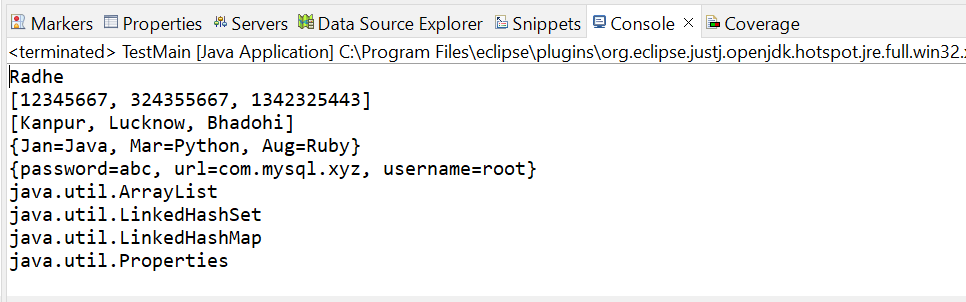 Markers Properties Servers Data Source Explorer Snippets Console Coverage
<terminated> TestMain [Java Application] C:\Program Files\eclipse\plugins\org.eclipse.justj.openjdk.hotspot.jre.full.win32.
Radhe
[12345667, 324355667, 1342325443]
[Kanpur, Lucknow, Bhadohi]
{Jan=Java, Mar=Python, Aug=Ruby}
{password=abc, url=com.mysql.xyz, username=root}
java.util.ArrayList
java.util.LinkedHashSet
java.util.LinkedHashMap
java.util.Properties